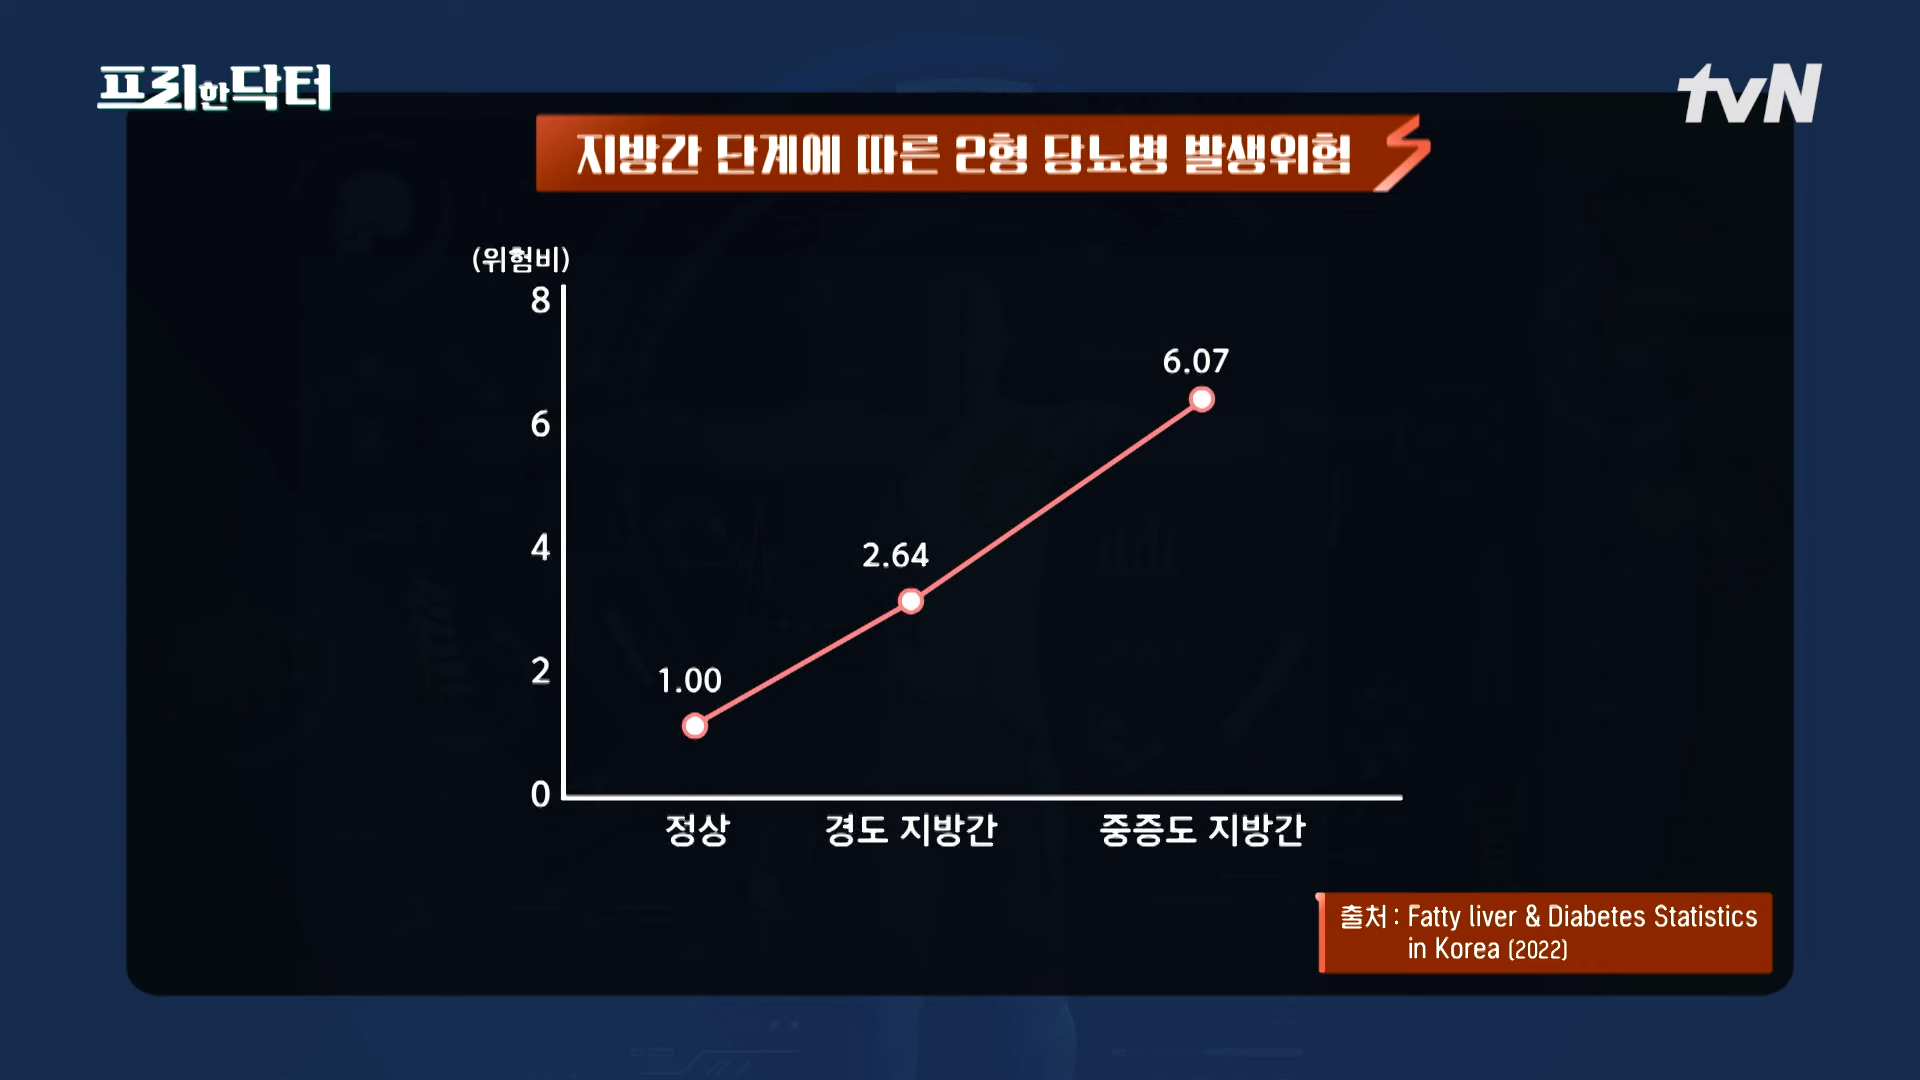 프리한닥터
tvN
지방간 단계에 따른 2형 당뇨병 발생위험
(위험비)
8
6
4
2
0
1.00
2.64
6.07
정상
경도 지방간
중증도 지방간
출처 : Fatty liver & Diabetes Statistics
in Korea (2022)